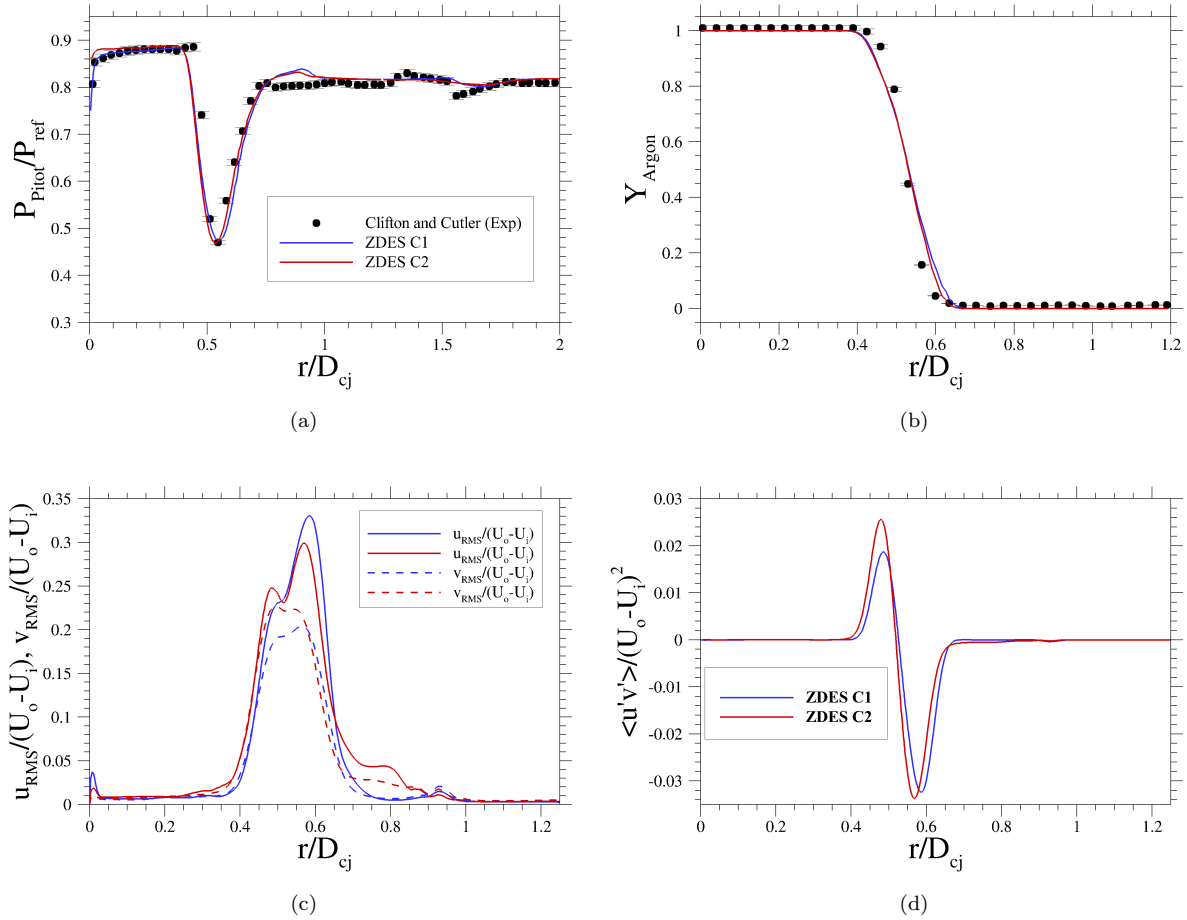 P_Pitot/P_ref
0.9
0.8
0.7
0.6
0.5
0.4
0.3
Clifton and Cutler (Exp)
ZDES C1
ZDES C2
0 0.5 1 1.5 2
r/D_cj
(a)
Y_Argon
1
0.8
0.6
0.4
0.2
0
0 0.2 0.4 0.6 0.8 1 1.2
r/D_cj
(b)
u_RMS/(U_o-U_i), v_RMS/(U_o-U_i)
0.35
0.3
0.25
0.2
0.15
0.1
0.05
0
u_RMS/(U_o-U_i)
u_RMS/(U_o-U_i)
v_RMS/(U_o-U_i)
v_RMS/(U_o-U_i)
0 0.2 0.4 0.6 0.8 1 1.2
r/D_cj
(c)
<u'v'>/(U_o-U_i)^2
0.03
0.02
0.01
0
-0.01
-0.02
-0.03
ZDES C1
ZDES C2
0 0.2 0.4 0.6 0.8 1 1.2
r/D_cj
(d)